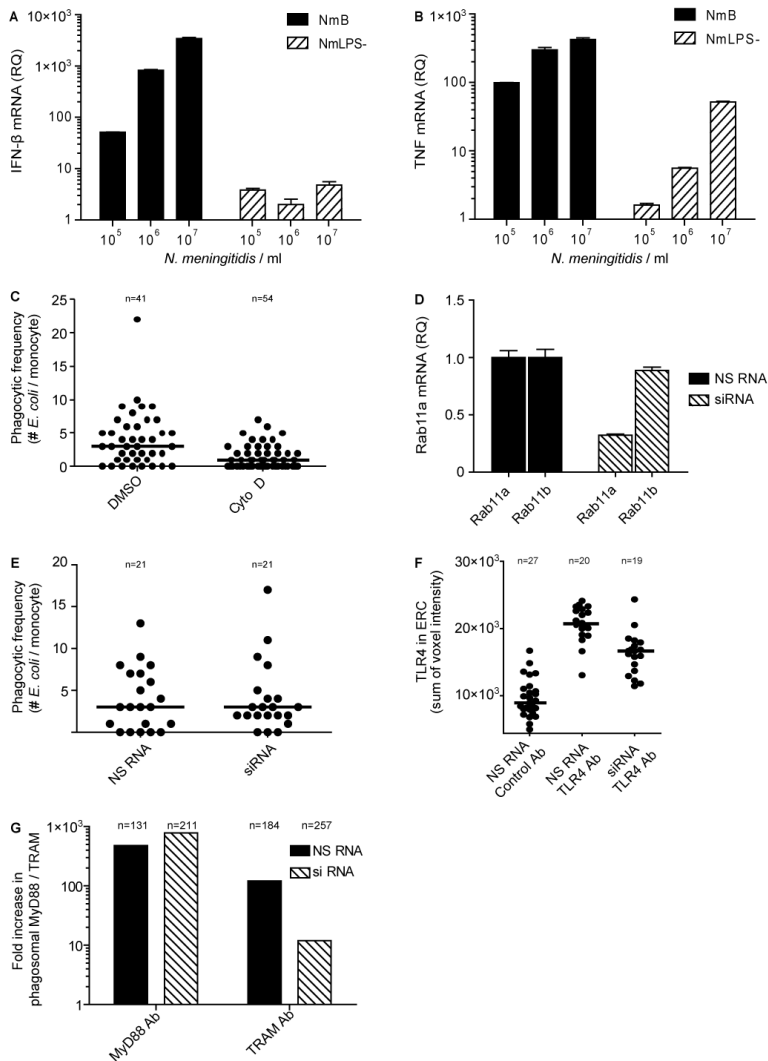 A
IFN-β mRNA (RQ)
10×10³
1×10³
100
10
1
NmB
NmLPS-
10⁵ 10⁶ 10⁷ 10⁵ 10⁶ 10⁷
N. meningitidis / ml
B
TNF mRNA (RQ)
1×10³
100
10
1
NmB
NmLPS-
10⁵ 10⁶ 10⁷ 10⁵ 10⁶ 10⁷
N. meningitidis / ml
C
Phagocytic frequency
(# E. coli / monocyte)
25
20
15
10
5
0
n=41 n=54
DMSO Cyto D
D
Rab11a mRNA (RQ)
1.5
1.0
0.5
0
NS RNA
siRNA
Rab11a Rab11b Rab11a Rab11b
E
Phagocytic frequency
(# E. coli / monocyte)
20
15
10
5
0
n=21 n=21
NS RNA siRNA
F
TLR4 in ERC
(sum of voxel intensity)
30×10³
20×10³
10×10³
n=27 n=20 n=19
NS RNA
Control Ab
NS RNA
TLR4 Ab
siRNA
TLR4 Ab
G
Fold increase in
phagosomal MyD88 / TRAM
1×10³
100
10
1
n=131 n=211 n=184 n=257
NS RNA
si RNA
MyD88 Ab TRAM Ab